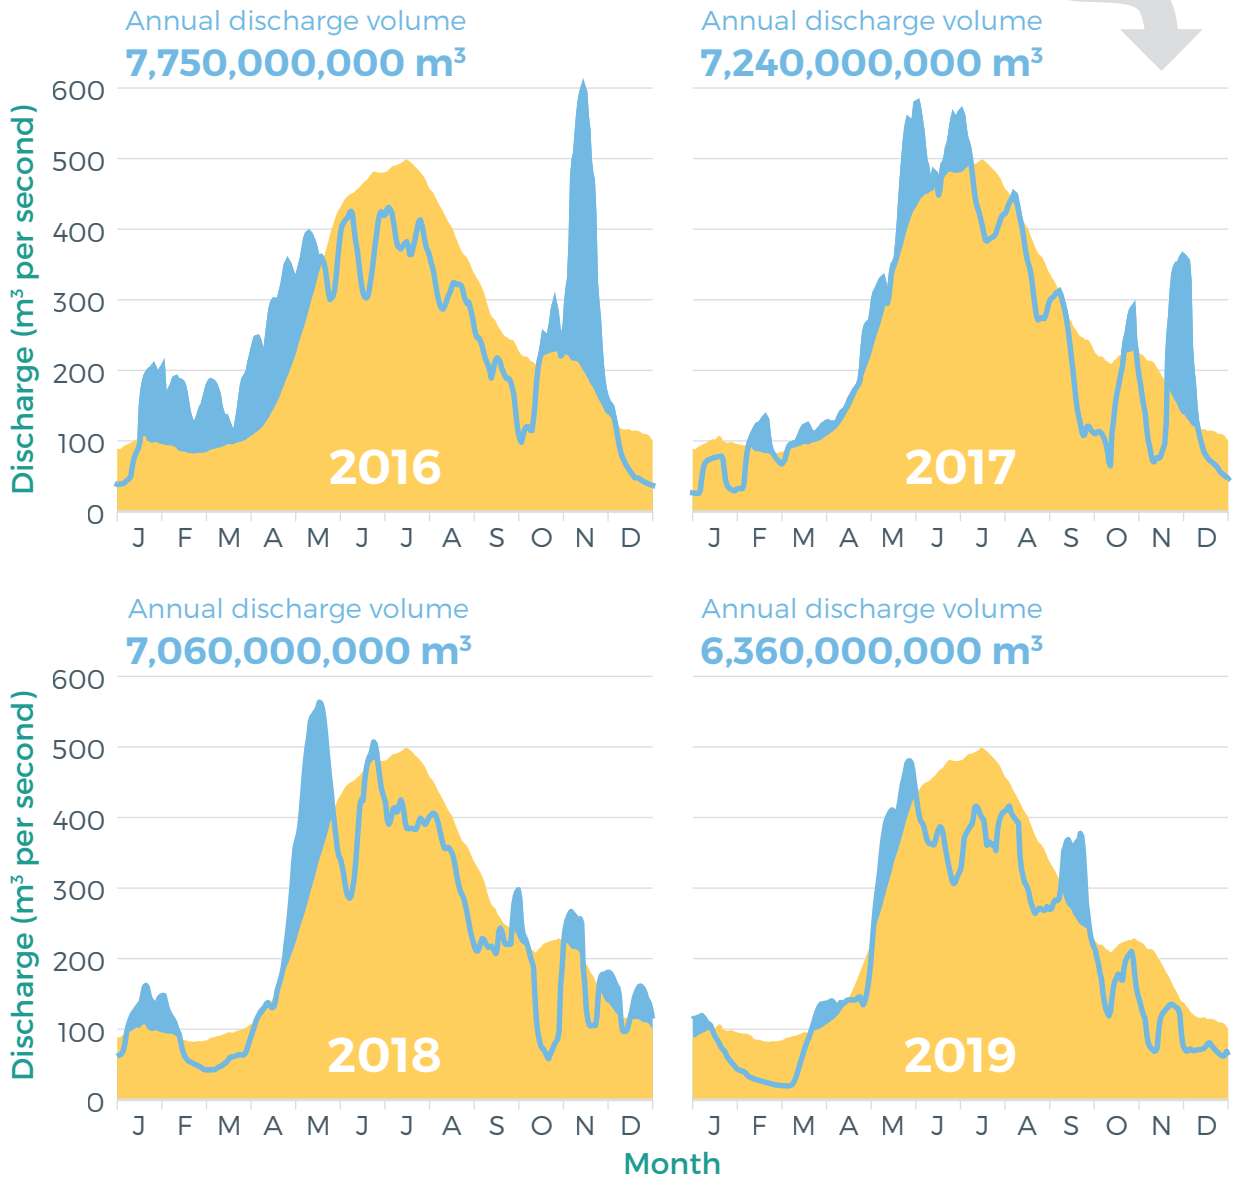 Annual discharge volume
7,750,000,000 m³
Annual discharge volume
7,240,000,000 m³
Discharge (m³ per second)
600
500
400
300
200
100
0
2016
2017
J F M A M J J A S O N D
J F M A M J J A S O N D
Annual discharge volume
7,060,000,000 m³
Annual discharge volume
6,360,000,000 m³
Discharge (m³ per second)
600
500
400
300
200
100
0
2018
2019
J F M A M J J A S O N D
J F M A M J J A S O N D
Month